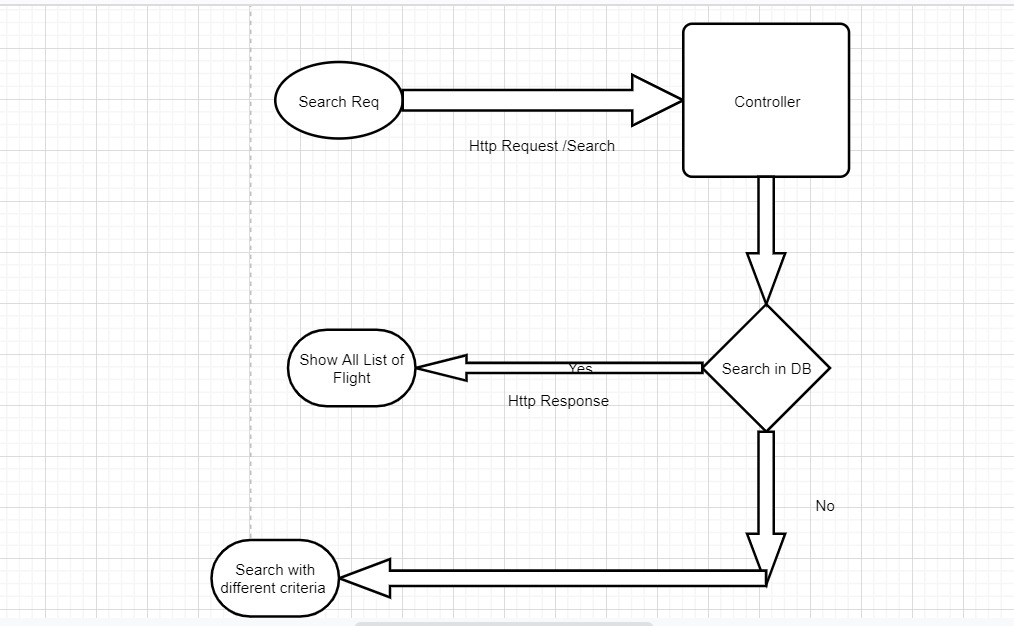 Search Req
Controller
Http Request /Search
Show All List of
Flight
Yes
Search in DB
Http Response
No
Search with
different criteria